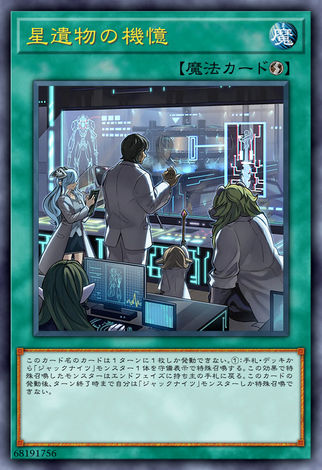 星遺物の機憶
魔
【魔法カード】
このカード名のカードは1ターンに1枚しか発動できない。①:手札・デッキか
ら「ジャックナイツ」モンスター1体を守備表示で特殊召喚する。この効果で特
殊召喚したモンスターはエンドフェイズに持ち主の手札に戻る。このカード
の発動後、ターン終了時まで自分は「ジャックナイツ」モンスターしか特殊召喚で
きない。
68191756